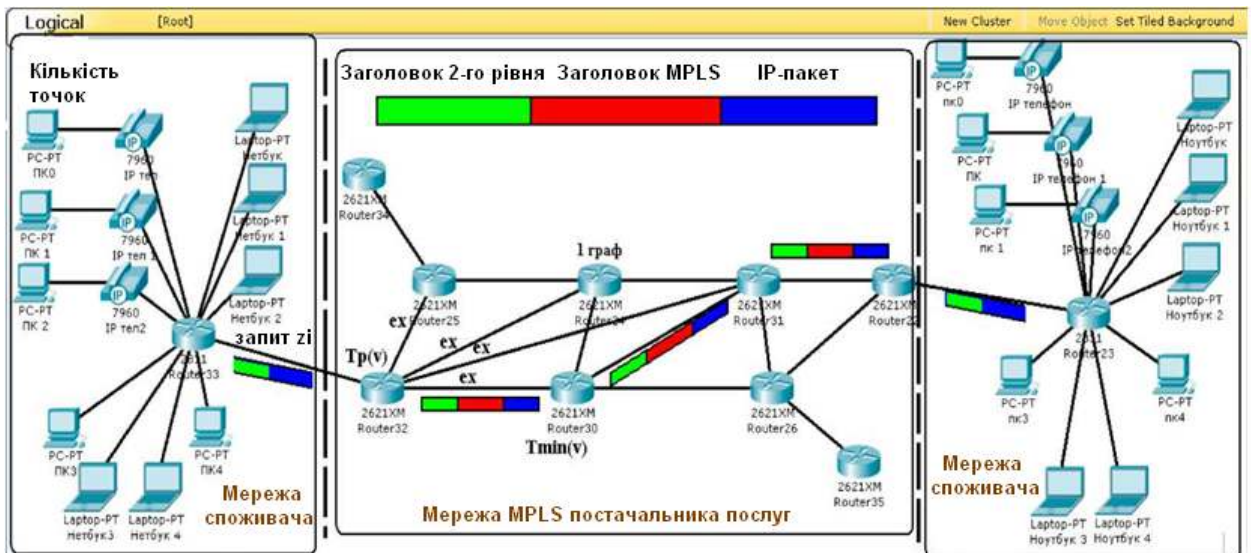 Logical [Root] New Cluster Move Object Set Tiled Background
Кількість
точок
PC-PT
ПК0
7960
IP тел
Laptop-PT
Нетбук
PC-PT
ПК 1
7960
IP тел 1
Laptop-PT
Нетбук 1
PC-PT
ПК 2
7960
IP тел2
Laptop-PT
Нетбук 2
запит zi
Router33
PC-PT
ПК3
PC-PT
ПК4
Laptop-PT
Нетбук3
Laptop-PT
Нетбук 4
Мережа
споживача
Заголовок 2-го рівня Заголовок MPLS IP-пакет
2621XM
Router34
1 граф
2621XM
Router25
2621XM
Router24
2621XM
Router31
2621XM
ex
ex
ex
ex
Tp(v)
2621XM
Router32
2621XM
Router30
2621XM
Router26
Tmin(v)
2621XM
Router35
Мережа MPLS постачальника послуг
PC-PT
пк0
7960
IP телефон
Laptop-PT
Ноутбук
PC-PT
ПК
7960
IP телефон 1
Laptop-PT
Ноутбук 1
PC-PT
пк 1
7960
IP телефон2
Laptop-PT
Ноутбук 2
Router23
PC-PT
пк3
PC-PT
пк4
Мережа
споживача
Laptop-PT
Ноутбук 3
Laptop-PT
Ноутбук 4